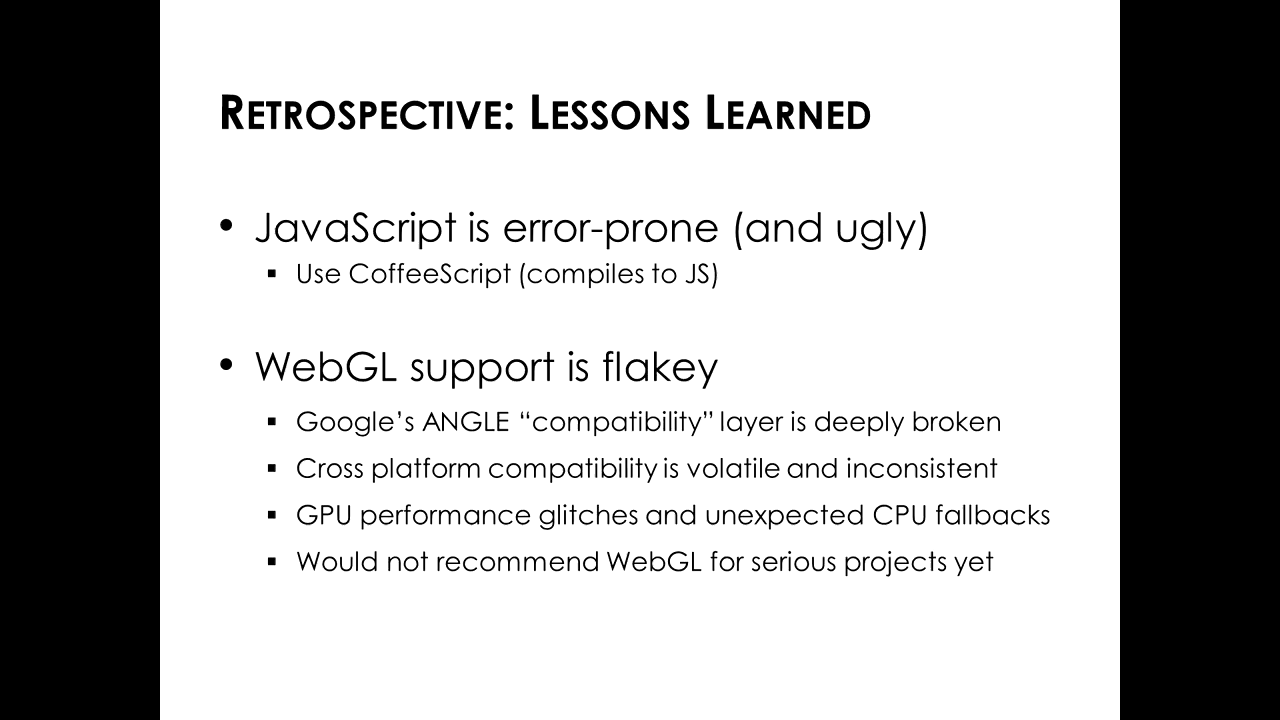 RETROSPECTIVE: LESSONS LEARNED
• JavaScript is error-prone (and ugly)
▪ Use CoffeeScript (compiles to JS)
• WebGL support is flakey
▪ Google’s ANGLE “compatibility” layer is deeply broken
▪ Cross platform compatibility is volatile and inconsistent
▪ GPU performance glitches and unexpected CPU fallbacks
▪ Would not recommend WebGL for serious projects yet